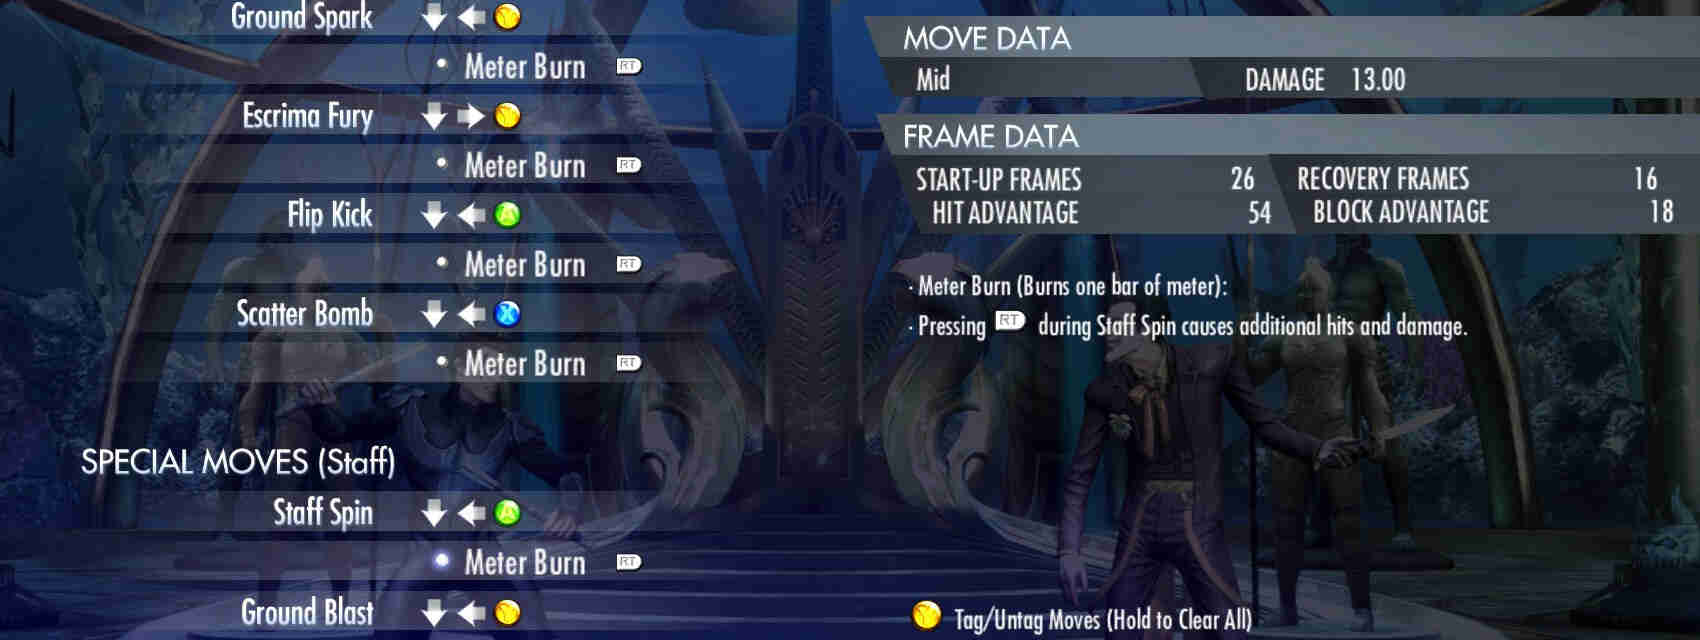 Ground Spark
Meter Burn RT
Escrima Fury
Meter Burn RT
Flip Kick A
Meter Burn RT
Scatter Bomb X
Meter Burn RT
SPECIAL MOVES (Staff)
Staff Spin A
Meter Burn RT
Ground Blast
MOVE DATA
Mid DAMAGE 13.00
FRAME DATA
START-UP FRAMES 26 RECOVERY FRAMES 16
HIT ADVANTAGE 54 BLOCK ADVANTAGE 18
· Meter Burn (Burns one bar of meter):
· Pressing RT during Staff Spin causes additional hits and damage.
Tag/Untag Moves (Hold to Clear All)